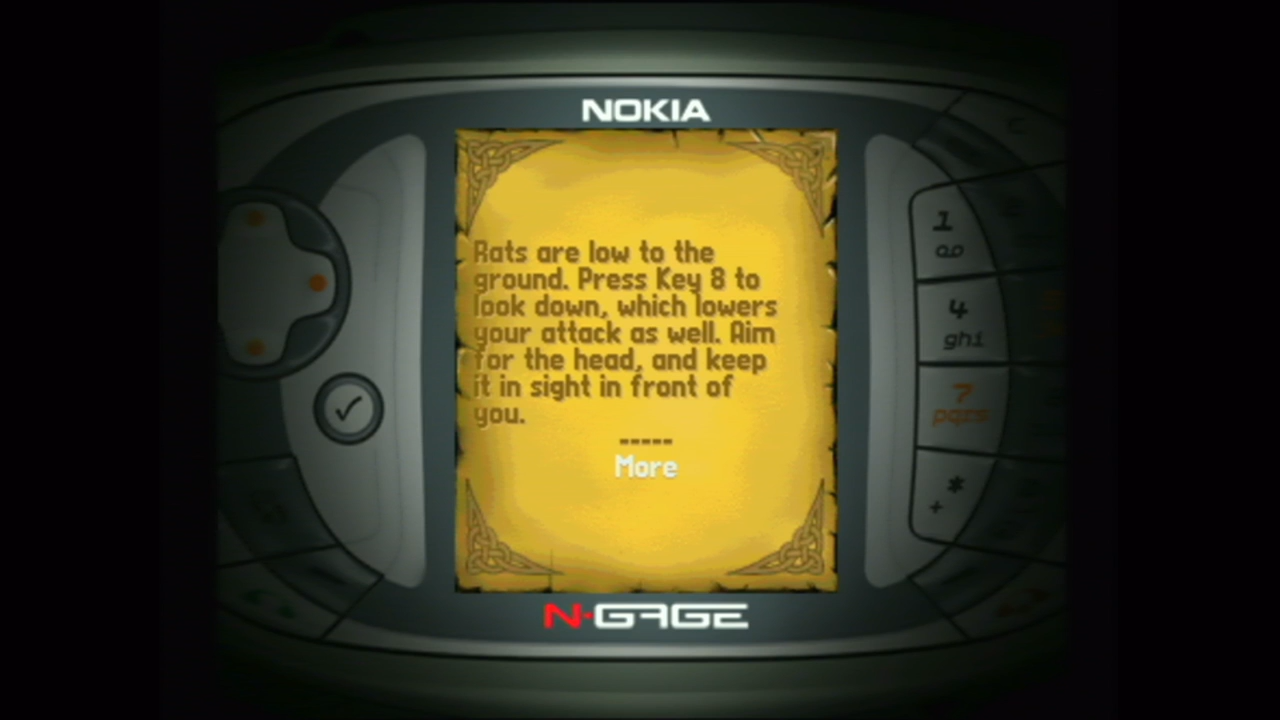 NOKIA
Rats are low to the
ground. Press Key 8 to
look down, which lowers
your attack as well. Aim
for the head, and keep
it in sight in front of
you.
-----
More
N-GAGE
1
4
ghi
7
pqrs
*
+